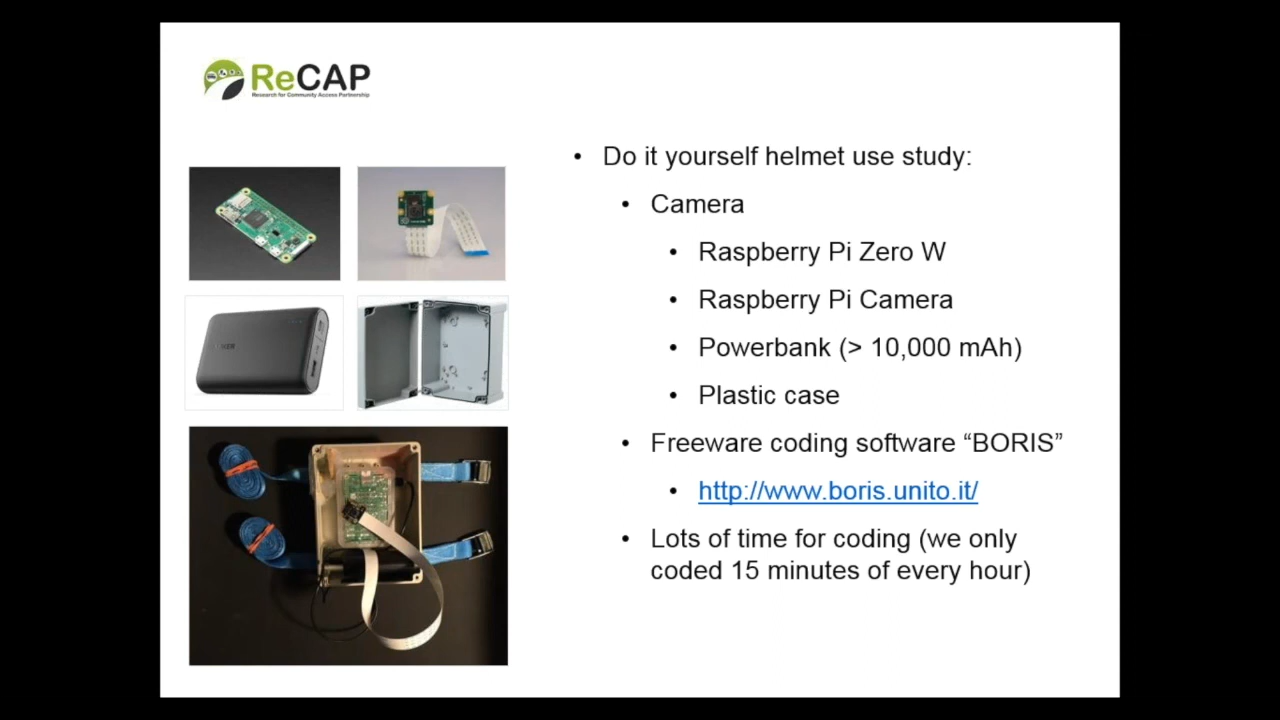 ReCAP
Research for Community Access Partnership
• Do it yourself helmet use study:
• Camera
• Raspberry Pi Zero W
• Raspberry Pi Camera
• Powerbank (> 10,000 mAh)
• Plastic case
• Freeware coding software “BORIS”
• http://www.boris.unito.it/
• Lots of time for coding (we only
coded 15 minutes of every hour)